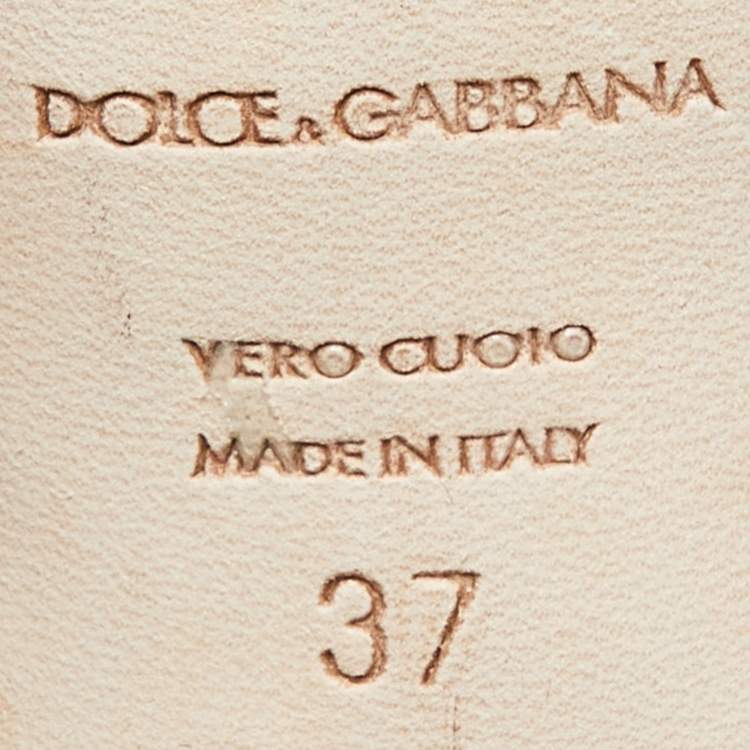 DOLCE & GABBANA
VERO CUOIO
MADE IN ITALY
37